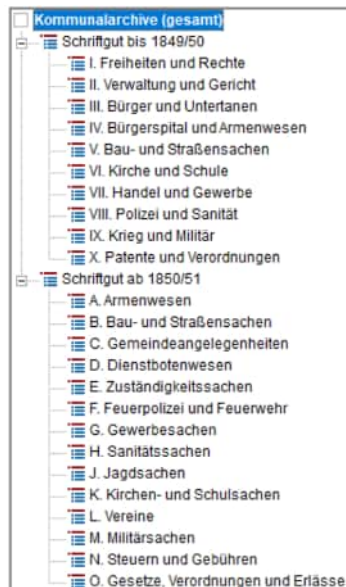 Kommunalarchive (gesamt)
Schriftgut bis 1849/50
I. Freiheiten und Rechte
II. Verwaltung und Gericht
III. Bürger und Untertanen
IV. Bürgerspital und Armenwesen
V. Bau- und Straßensachen
VI. Kirche und Schule
VII. Handel und Gewerbe
VIII. Polizei und Sanität
IX. Krieg und Militär
X. Patente und Verordnungen
Schriftgut ab 1850/51
A. Armenwesen
B. Bau- und Straßensachen
C. Gemeindeangelegenheiten
D. Dienstbotenwesen
E. Zuständigkeitssachen
F. Feuerpolizei und Feuerwehr
G. Gewerbesachen
H. Sanitätssachen
J. Jagdsachen
K. Kirchen- und Schulsachen
L. Vereine
M. Militärsachen
N. Steuern und Gebühren
O. Gesetze, Verordnungen und Erlässe